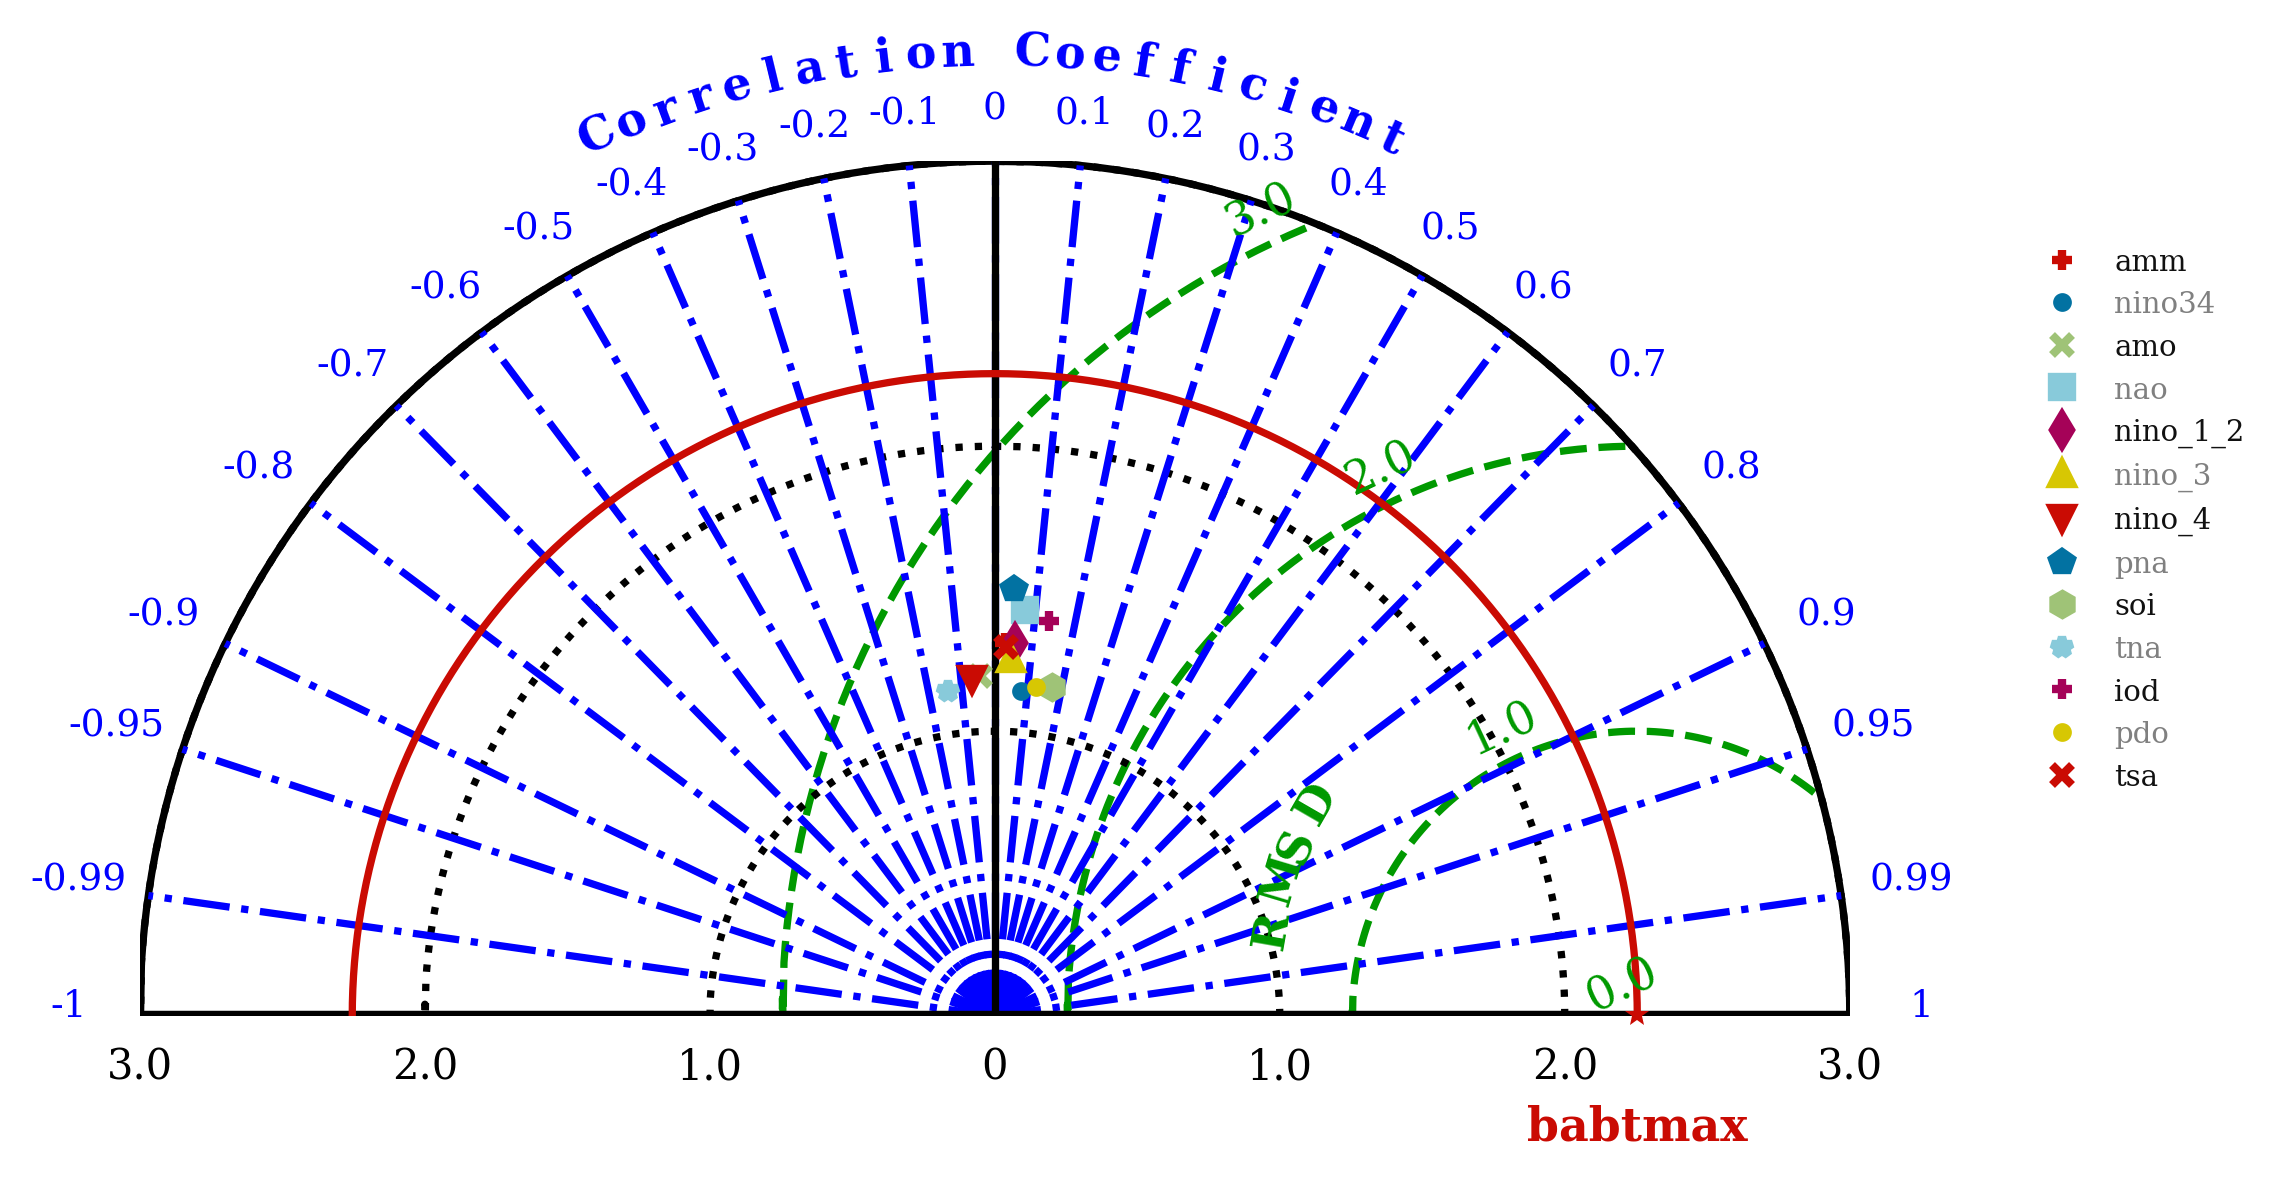 Correlation Coefficient
-1
-0.99
-0.95
-0.9
-0.8
-0.7
-0.6
-0.5
-0.4
-0.3
-0.2
-0.1
0
0.1
0.2
0.3
0.4
0.5
0.6
0.7
0.8
0.9
0.95
0.99
1
3.0
2.0
1.0
0.0
RMSD
3.0 2.0 1.0 0 1.0 2.0 3.0
babtmax
amm
nino34
amo
nao
nino_1_2
nino_3
nino_4
pna
soi
tna
iod
pdo
tsa